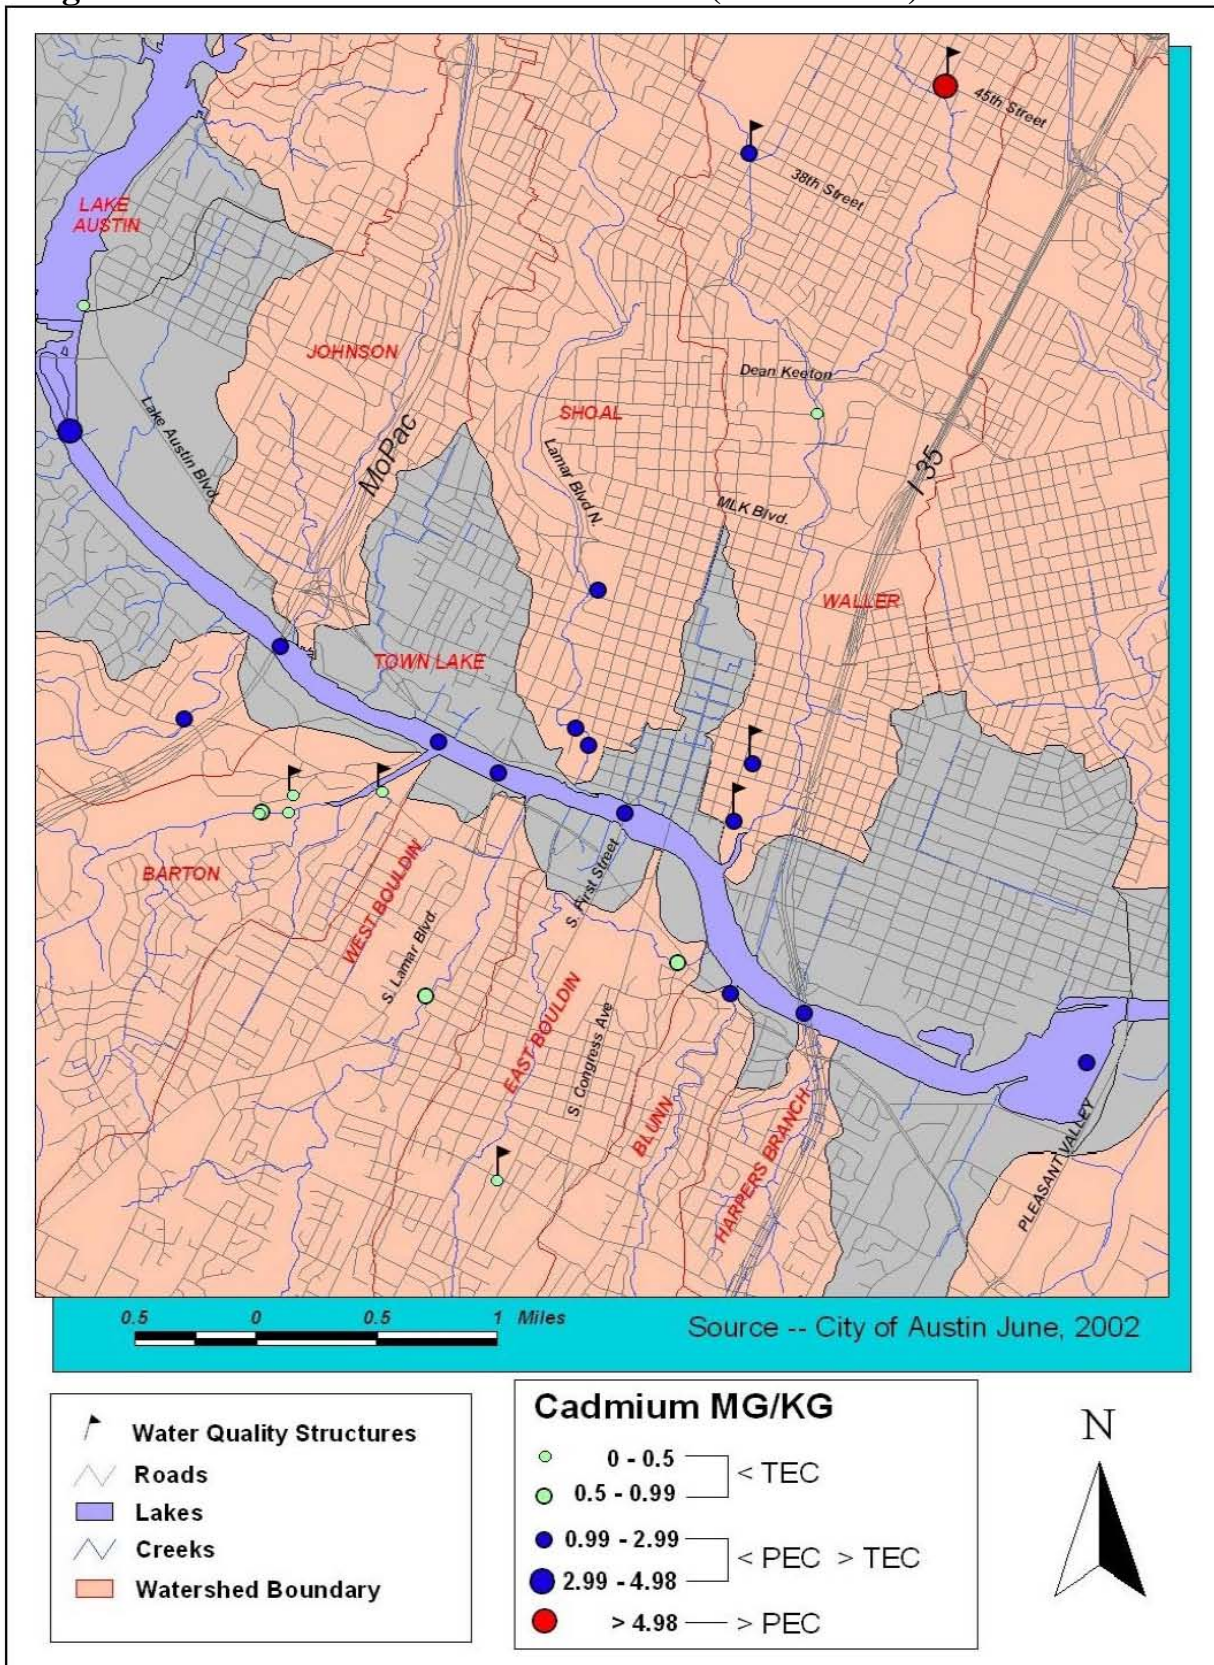 45th Street
38th Street
LAKE
AUSTIN
JOHNSON
Dean Keeton
SHOAL
MoPac
Lake Austin Blvd.
Lamar Blvd N.
I 35
MLK Blvd.
WALLER
TOWN LAKE
BARTON
WEST BOULDIN
S. First Street
S. Lamar Blvd.
EAST BOULDIN
S. Congress Ave
BLUNN
HARPERS BRANCH
PLEASANT VALLEY
0.5 0 0.5 1 Miles
Source -- City of Austin June, 2002
Water Quality Structures
Roads
Lakes
Creeks
Watershed Boundary
Cadmium MG/KG
0 - 0.5
0.5 - 0.99
< TEC
0.99 - 2.99
2.99 - 4.98
< PEC > TEC
> 4.98
> PEC
N